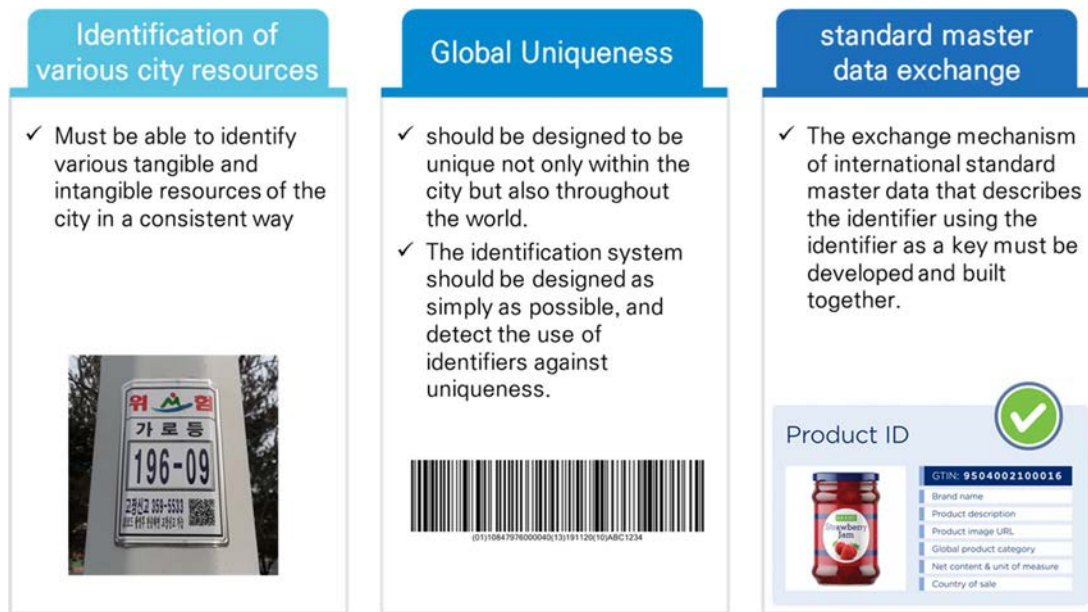 Identification of
various city resources
✓ Must be able to identify
various tangible and
intangible resources of the
city in a consistent way
위 험
가로등
196-09
고장신고 359-5533
Global Uniqueness
✓ should be designed to be
unique not only within the
city but also throughout
the world.
✓ The identification system
should be designed as
simply as possible, and
detect the use of
identifiers against
uniqueness.
(01)10847976000040(13)191120(10)ABC1234
standard master
data exchange
✓ The exchange mechanism
of international standard
master data that describes
the identifier using the
identifier as a key must be
developed and built
together.
Product ID
Strawberry
Jam
GTIN: 9504002100016
Brand name
Product description
Product image URL
Global product category
Net content & unit of measure
Country of sale